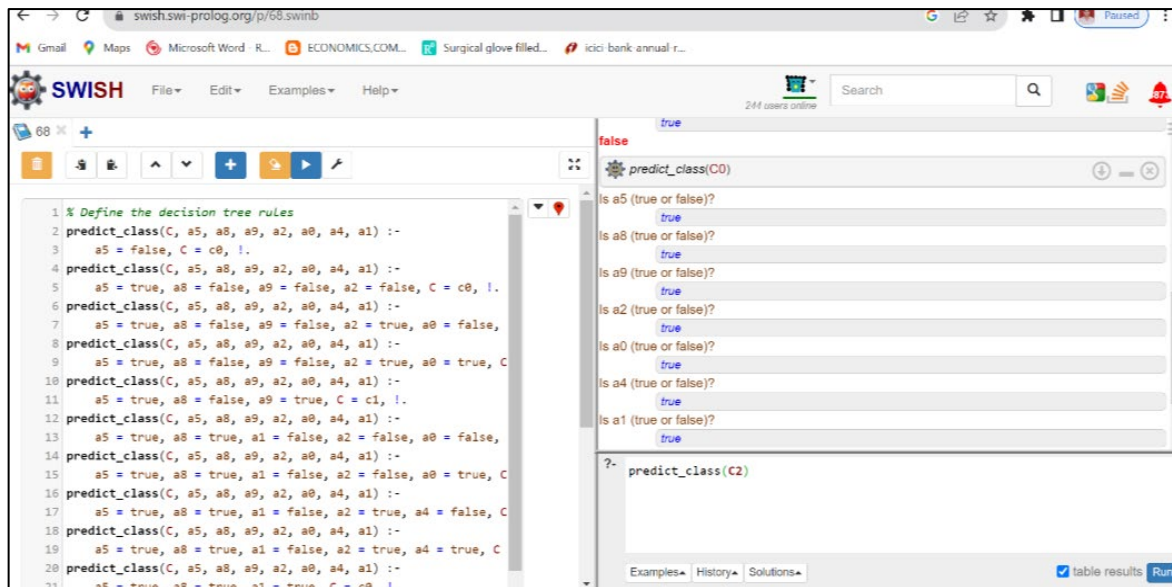 swish.swi-prolog.org/p/68.swinb
Paused
Gmail
Maps
Microsoft Word - R...
ECONOMICS,COM...
Surgical glove filled...
icici-bank-annual-r...
SWISH
File
Edit
Examples
Help
244 users online
Search
68
1 % Define the decision tree rules
2 predict_class(C, a5, a8, a9, a2, a0, a4, a1) :-
3 a5 = false, C = c0, !.
4 predict_class(C, a5, a8, a9, a2, a0, a4, a1) :-
5 a5 = true, a8 = false, a9 = false, a2 = false, C = c0, !.
6 predict_class(C, a5, a8, a9, a2, a0, a4, a1) :-
7 a5 = true, a8 = false, a9 = false, a2 = true, a0 = false,
8 predict_class(C, a5, a8, a9, a2, a0, a4, a1) :-
9 a5 = true, a8 = false, a9 = false, a2 = true, a0 = true, C
10 predict_class(C, a5, a8, a9, a2, a0, a4, a1) :-
11 a5 = true, a8 = false, a9 = true, C = c1, !.
12 predict_class(C, a5, a8, a9, a2, a0, a4, a1) :-
13 a5 = true, a8 = true, a1 = false, a2 = false, a0 = false,
14 predict_class(C, a5, a8, a9, a2, a0, a4, a1) :-
15 a5 = true, a8 = true, a1 = false, a2 = false, a0 = true, C
16 predict_class(C, a5, a8, a9, a2, a0, a4, a1) :-
17 a5 = true, a8 = true, a1 = false, a2 = true, a4 = false, C
18 predict_class(C, a5, a8, a9, a2, a0, a4, a1) :-
19 a5 = true, a8 = true, a1 = false, a2 = true, a4 = true, C
20 predict_class(C, a5, a8, a9, a2, a0, a4, a1) :-
21 a5 = true, a8 = true, a1 = true, C = c0, !.
true
false
predict_class(C0)
Is a5 (true or false)?
true
Is a8 (true or false)?
true
Is a9 (true or false)?
true
Is a2 (true or false)?
true
Is a0 (true or false)?
true
Is a4 (true or false)?
true
Is a1 (true or false)?
true
?- predict_class(C2)
Examples
History
Solutions
table results
Run